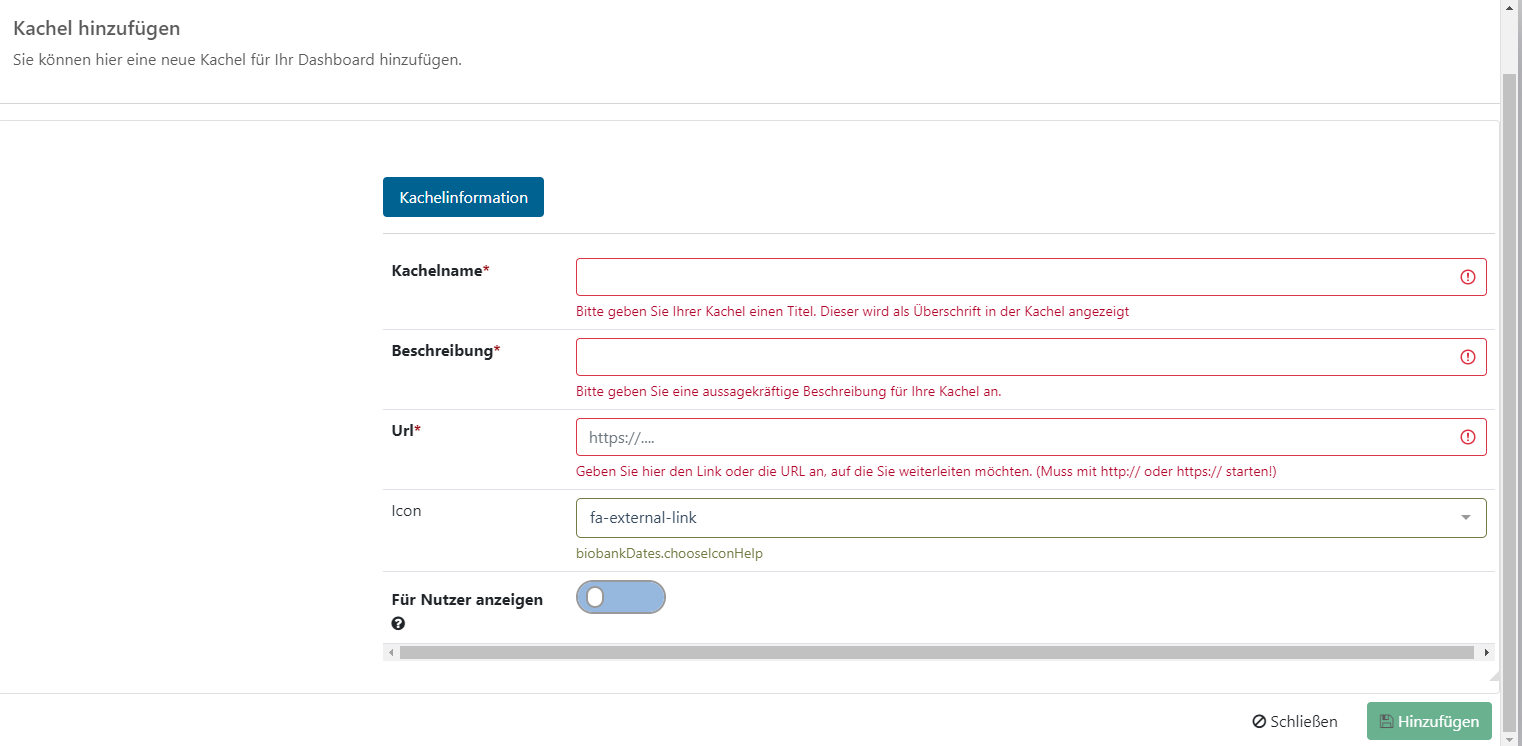 Kachel hinzufügen
Sie können hier eine neue Kachel für Ihr Dashboard hinzufügen.
Kachelinformation
Kachelname*
Bitte geben Sie Ihrer Kachel einen Titel. Dieser wird als Überschrift in der Kachel angezeigt
Beschreibung*
Bitte geben Sie eine aussagekräftige Beschreibung für Ihre Kachel an.
Url*
https://....
Geben Sie hier den Link oder die URL an, auf die Sie weiterleiten möchten. (Muss mit http:// oder https:// starten!)
Icon
fa-external-link
biobankDates.chooseIconHelp
Für Nutzer anzeigen
Schließen
Hinzufügen